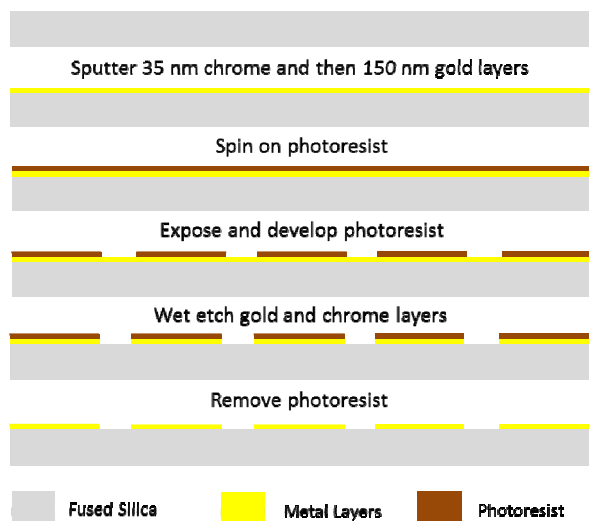 Sputter 35 nm chrome and then 150 nm gold layers
Spin on photoresist
Expose and develop photoresist
Wet etch gold and chrome layers
Remove photoresist
Fused Silica
Metal Layers
Photoresist